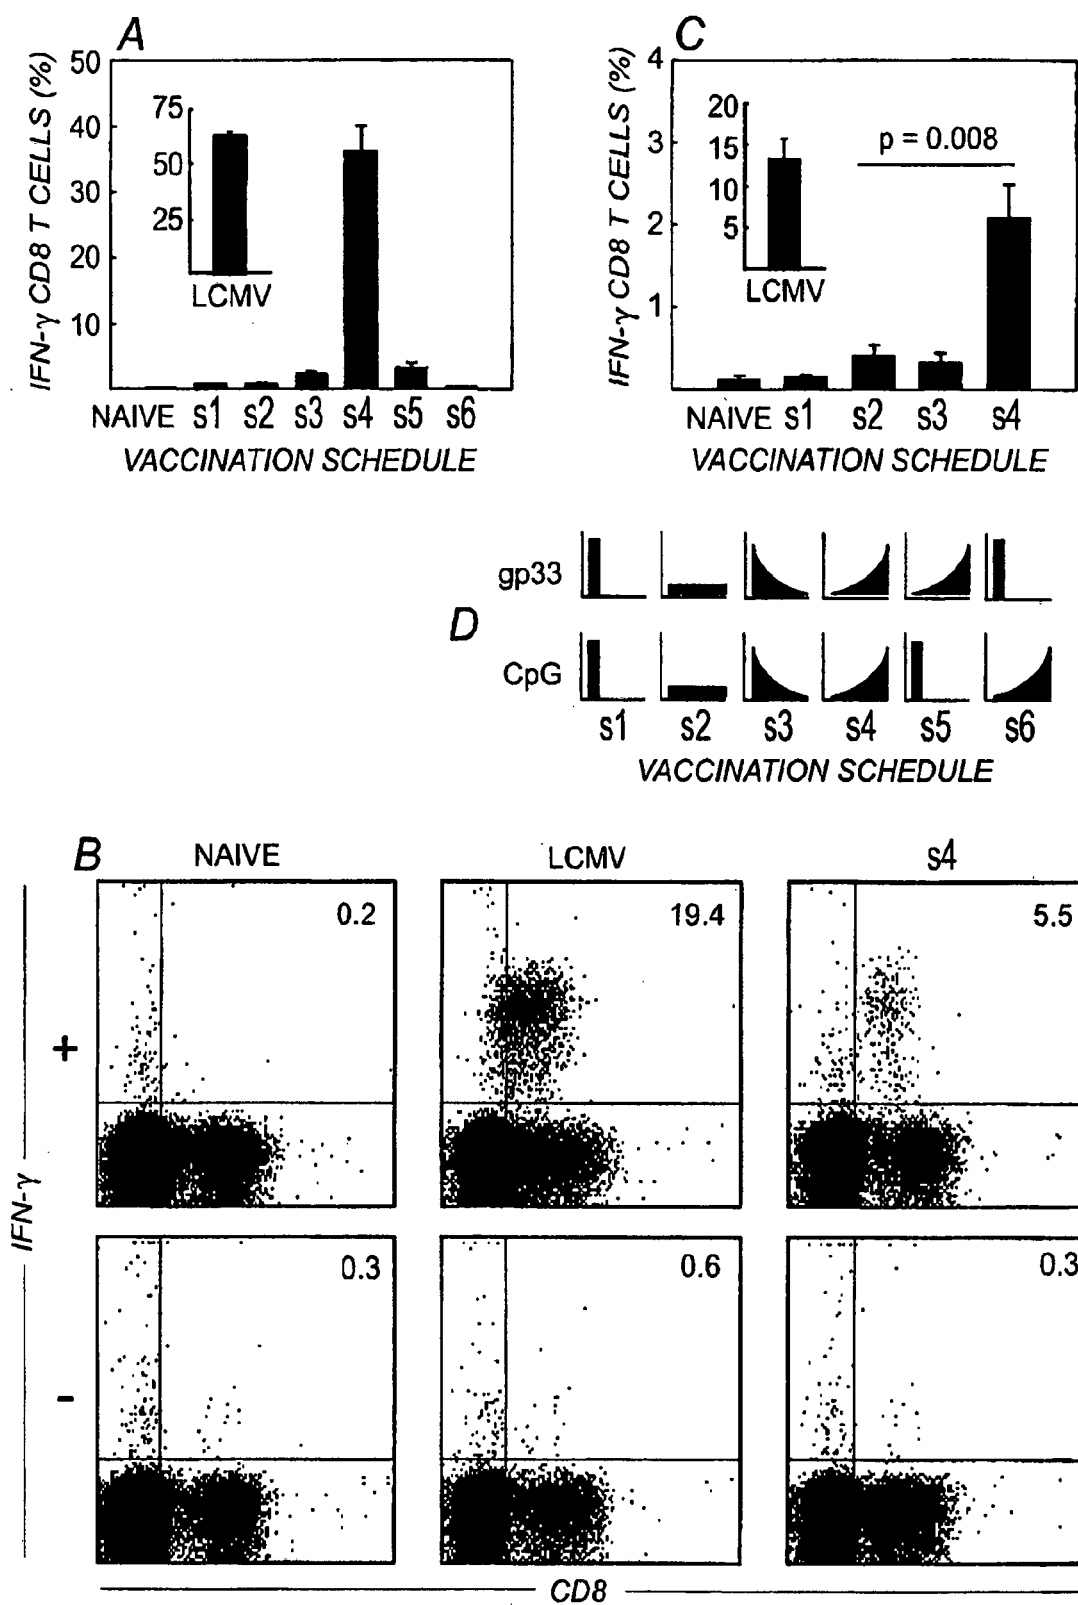 A
IFN-γ CD8 T CELLS (%)
50
40
30
20
10
75
50
25
LCMV
NAIVE s1 s2 s3 s4 s5 s6
VACCINATION SCHEDULE
C
IFN-γ CD8 T CELLS (%)
4
3
2
1
20
15
10
5
LCMV
p = 0.008
NAIVE s1 s2 s3 s4
VACCINATION SCHEDULE
D
gp33
CpG
s1 s2 s3 s4 s5 s6
VACCINATION SCHEDULE
B
NAIVE LCMV s4
0.2 19.4 5.5
+
IFN-γ
0.3 0.6 0.3
-
CD8